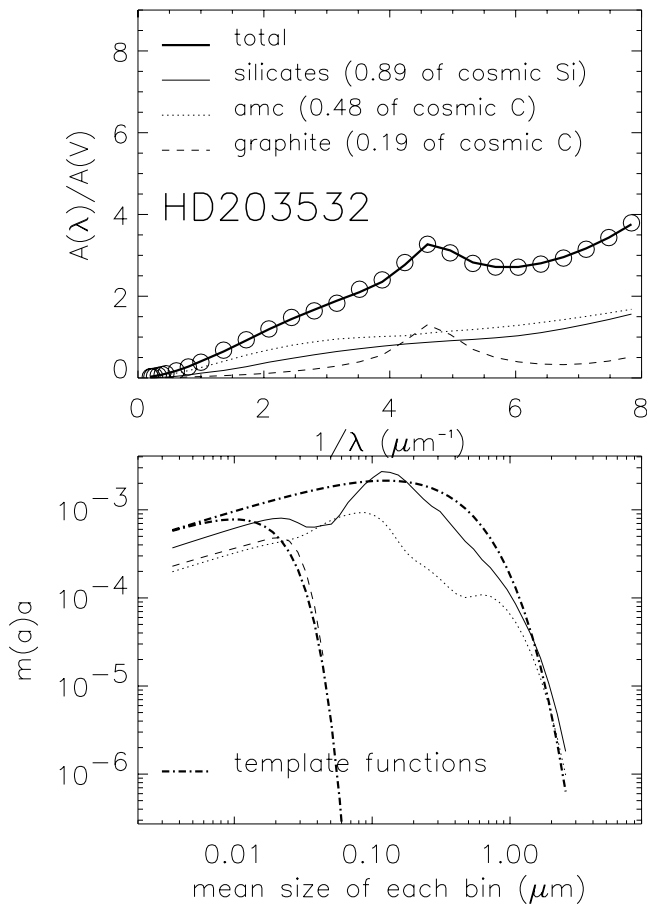 8
total
silicates (0.89 of cosmic Si)
amc (0.48 of cosmic C)
6
graphite (0.19 of cosmic C)
A(λ)/A(V)
HD203532
4
2
0
0 2 4 6 8
1/λ (μm⁻¹)
10⁻³
10⁻⁴
m(a)a
10⁻⁵
10⁻⁶
template functions
0.01 0.10 1.00
mean size of each bin (μm)